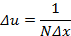 Δu = 1 / NΔx